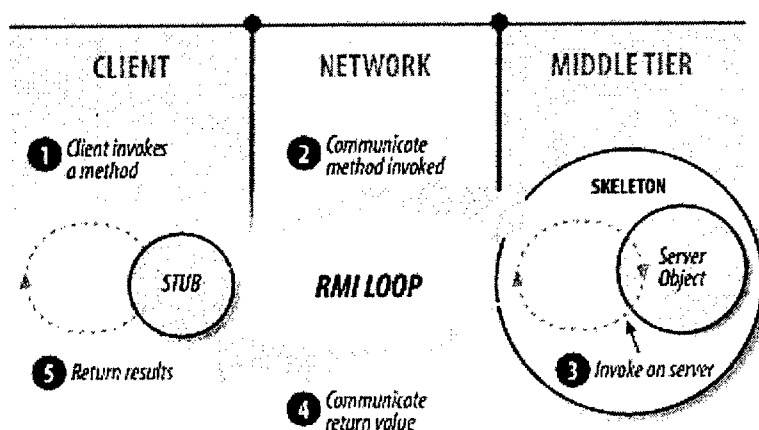 CLIENT
NETWORK
MIDDLE TIER
1 Client invokes
a method
2 Communicate
method invoked
SKELETON
STUB
RMI LOOP
Server
Object
5 Return results
3 Invoke on server
4 Communicate
return value